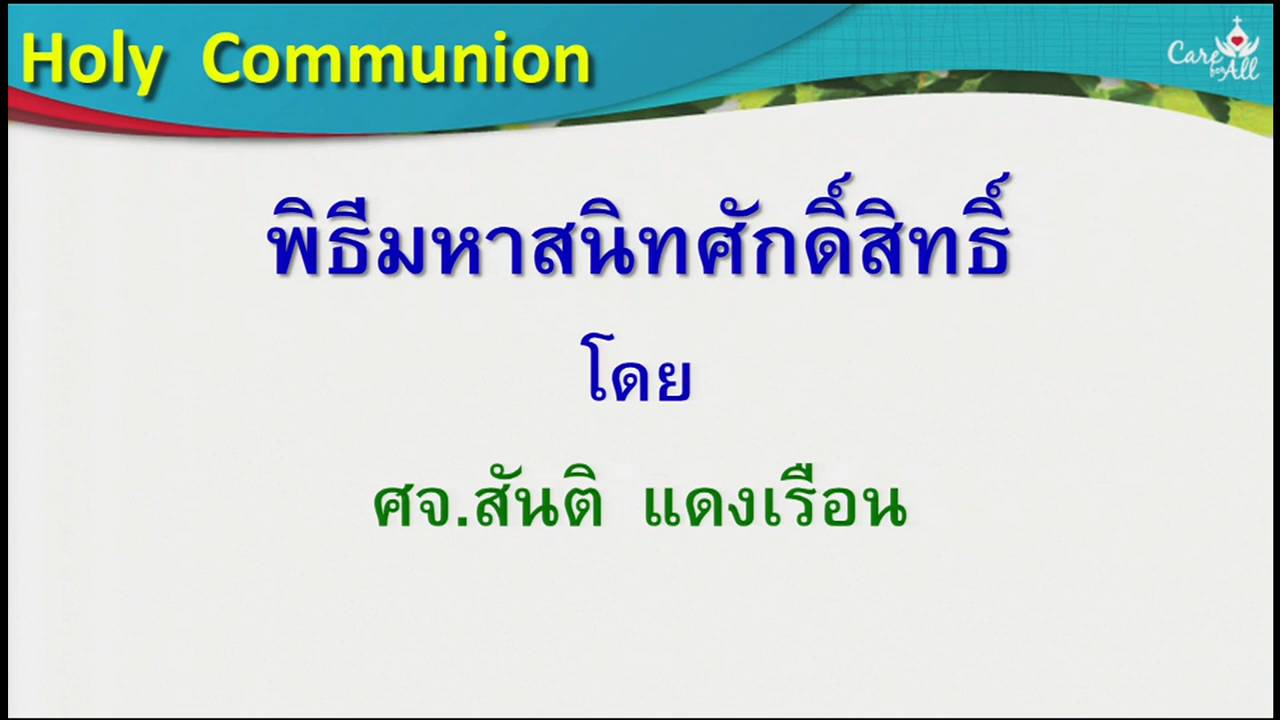 Holy Communion
Care
for All
พิธีมหาสนิทศักดิ์สิทธิ์
โดย
ศจ.สันติ แดงเรือน